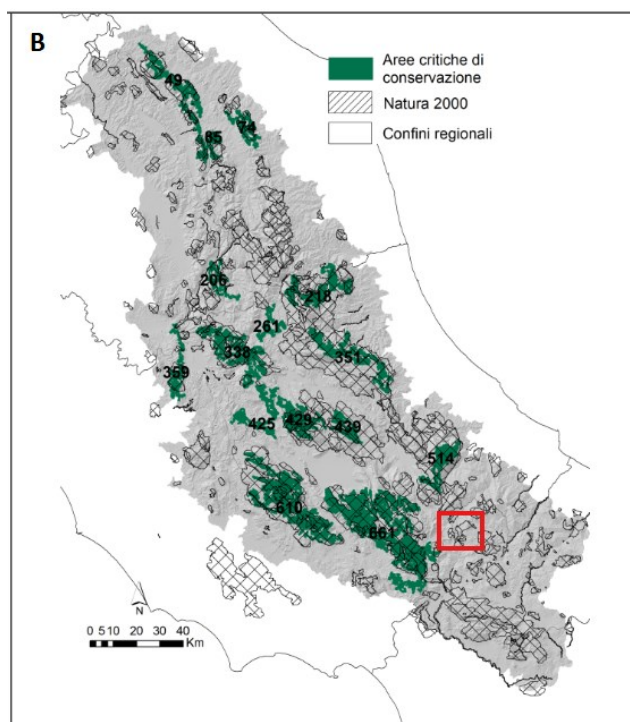 B
Aree critiche di
conservazione
Natura 2000
Confini regionali
49
74
65
206
218
261
338
351
359
425
429
439
514
610
661
N
0 5 10 20 30 40
Km